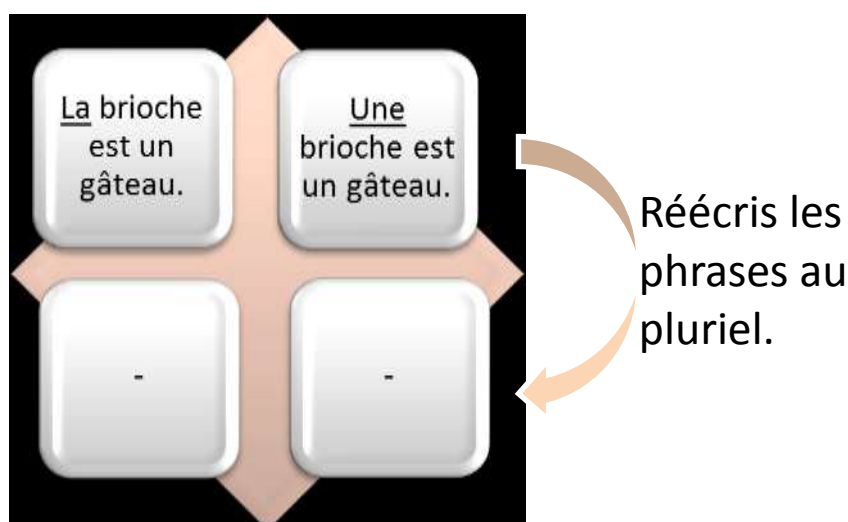 La brioche
est un
gâteau.
Une
brioche est
un gâteau.
-
-
Réécris les
phrases au
pluriel.